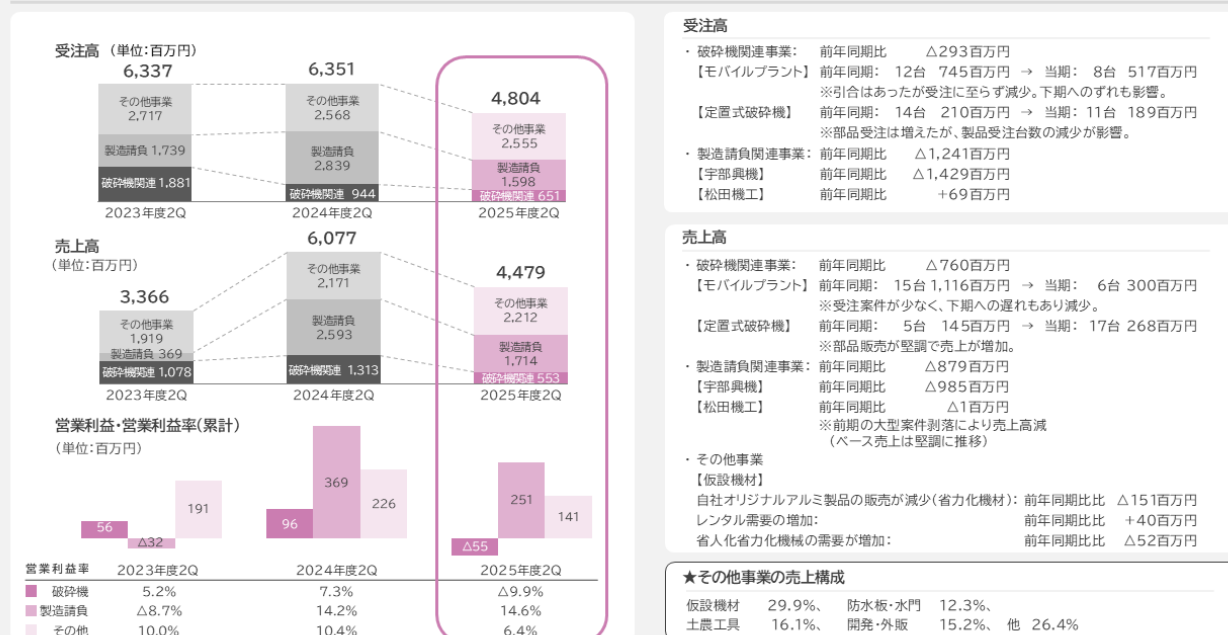 受注高 （単位：百万円）
6,337
6,351
4,804
その他事業
2,717
製造請負 1,739
破砕機関連 1,881
その他事業
2,568
製造請負
2,839
破砕機関連 944
その他事業
2,555
製造請負
1,598
破砕機関連 651
2023年度2Q
2024年度2Q
2025年度2Q
売上高
（単位：百万円）
3,366
6,077
4,479
その他事業
1,919
製造請負 369
破砕機関連 1,078
その他事業
2,171
製造請負
2,593
破砕機関連 1,313
その他事業
2,212
製造請負
1,714
破砕機関連 553
2023年度2Q
2024年度2Q
2025年度2Q
営業利益・営業利益率（累計）
（単位：百万円）
56
△32
191
96
369
226
△55
251
141
営業利益率 2023年度2Q 2024年度2Q 2025年度2Q
破砕機 5.2% 7.3% △9.9%
製造請負 △8.7% 14.2% 14.6%
その他 10.0% 10.4% 6.4%
受注高
・ 破砕機関連事業： 前年同期比 △293百万円
【モバイルプラント】 前年同期： 12台 745百万円 → 当期： 8台 517百万円
※引合はあったが受注に至らず減少。下期へのずれも影響。
【定置式破砕機】 前年同期： 14台 210百万円 → 当期： 11台 189百万円
※部品受注は増えたが、製品受注台数の減少が影響。
・ 製造請負関連事業： 前年同期比 △1,241百万円
【宇部興機】 前年同期比 △1,429百万円
【松田機工】 前年同期比 +69百万円
売上高
・ 破砕機関連事業： 前年同期比 △760百万円
【モバイルプラント】 前年同期： 15台 1,116百万円 → 当期： 6台 300百万円
※受注案件が少なく、下期への遅れもあり減少。
【定置式破砕機】 前年同期： 5台 145百万円 → 当期： 17台 268百万円
※部品販売が堅調で売上が増加。
・ 製造請負関連事業： 前年同期比 △879百万円
【宇部興機】 前年同期比 △985百万円
【松田機工】 前年同期比 △1百万円
※前期の大型案件剥落により売上高減
（ベース売上は堅調に推移）
・ その他事業
【仮設機材】
自社オリジナルアルミ製品の販売が減少（省力化機材）： 前年同期比比 △151百万円
レンタル需要の増加： 前年同期比比 +40百万円
省人化省力化機械の需要が増加： 前年同期比比 △52百万円
★その他事業の売上構成
仮設機材 29.9%、 防水板・水門 12.3%、
土農工具 16.1%、 開発・外販 15.2%、 他 26.4%